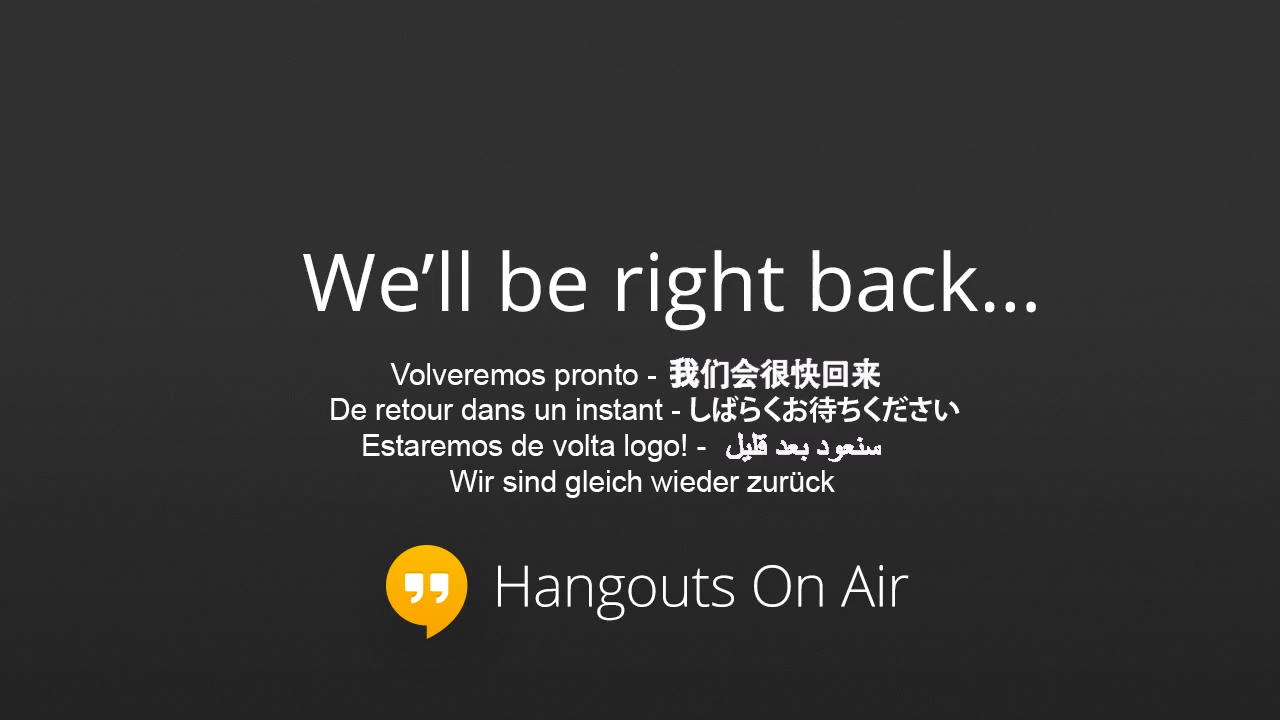 We’ll be right back...
Volveremos pronto - 我们会很快回来
De retour dans un instant - しばらくお待ちください
Estaremos de volta logo! - سنعود بعد قليل
Wir sind gleich wieder zurück
Hangouts On Air